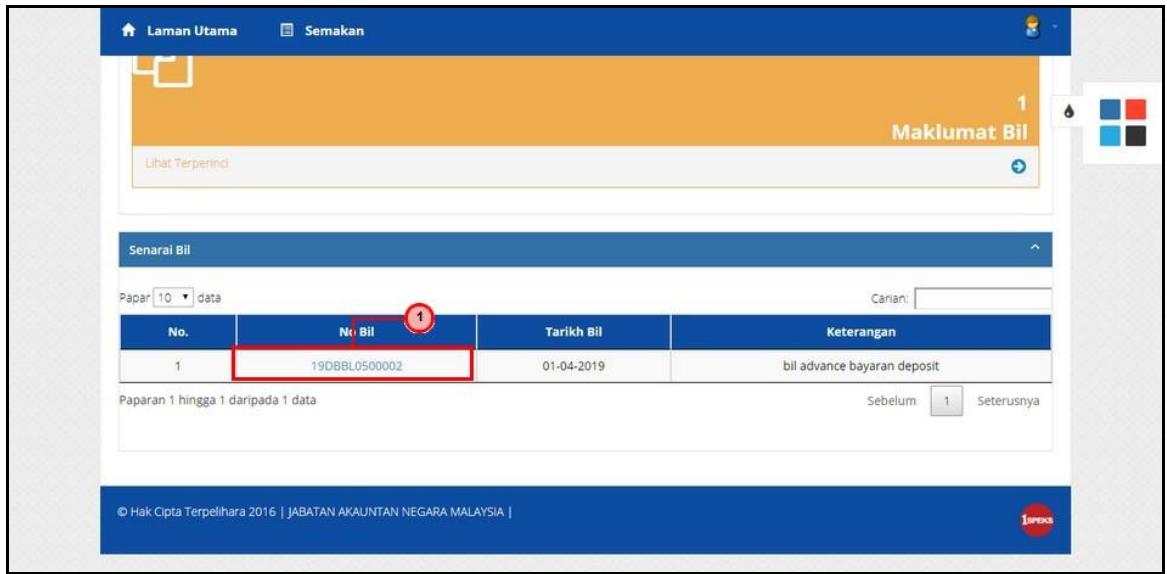 Laman Utama Semakan
1
Maklumat Bil
Lihat Terperinci
Senarai Bil
Papar 10 data Carian:
1
No. No Bil Tarikh Bil Keterangan
1 19DBBL0500002 01-04-2019 bil advance bayaran deposit
Paparan 1 hingga 1 daripada 1 data Sebelum 1 Seterusnya
© Hak Cipta Terpelihara 2016 | JABATAN AKAUNTAN NEGARA MALAYSIA |
1SPEKS